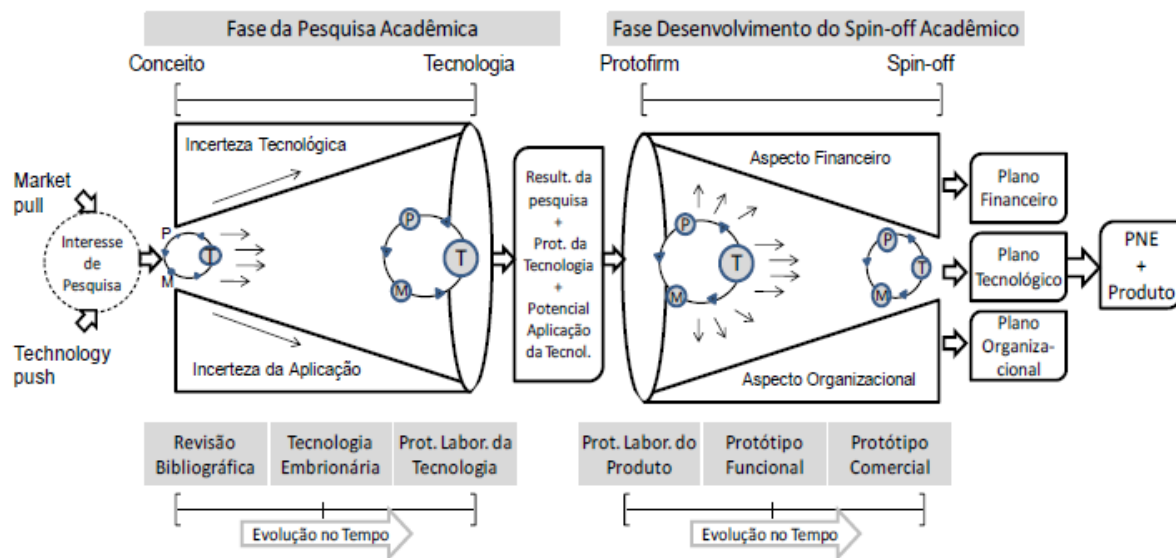 Fase da Pesquisa Acadêmica
Fase Desenvolvimento do Spin-off Acadêmico
Conceito
Tecnologia
Protofirm
Spin-off
Incerteza Tecnológica
Incerteza da Aplicação
Market
pull
Interesse
de
Pesquisa
Technology
push
P
T
M
P
T
M
Result. da
pesquisa
+
Prot. da
Tecnologia
+
Potencial
Aplicação
da Tecnol.
Aspecto Financeiro
Aspecto Organizacional
P
T
M
P
T
M
Plano
Financeiro
Plano
Tecnológico
Plano
Organiza-
cional
PNE
+
Produto
Revisão
Bibliográfica
Tecnologia
Embrionária
Prot. Labor. da
Tecnologia
Prot. Labor. do
Produto
Protótipo
Funcional
Protótipo
Comercial
Evolução no Tempo
Evolução no Tempo